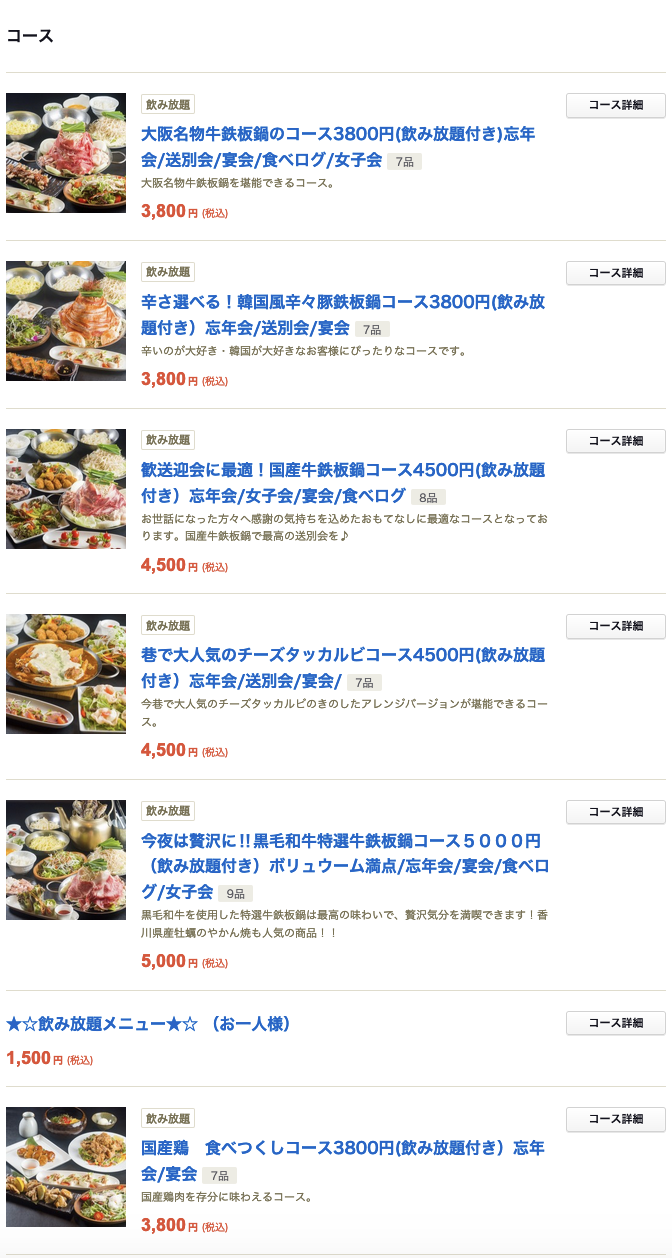 コース
飲み放題
コース詳細
大阪名物牛鉄板鍋のコース3800円(飲み放題付き)忘年
会/送別会/宴会/食べログ/女子会 7品
大阪名物牛鉄板鍋を堪能できるコース。
3,800円 (税込)
飲み放題
コース詳細
辛さ選べる！韓国風辛々豚鉄板鍋コース3800円(飲み放
題付き）忘年会/送別会/宴会 7品
辛いのが大好き・韓国が大好きなお客様にぴったりなコースです。
3,800円 (税込)
飲み放題
コース詳細
歓送迎会に最適！国産牛鉄板鍋コース4500円(飲み放題
付き）忘年会/女子会/宴会/食べログ 8品
お世話になった方々へ感謝の気持ちを込めたおもてなしに最適なコースとなってお
ります。国産牛鉄板鍋で最高の送別会を♪
4,500円 (税込)
飲み放題
コース詳細
巷で大人気のチーズタッカルビコース4500円(飲み放題
付き）忘年会/送別会/宴会/ 7品
今巷で大人気のチーズタッカルビのきのしたアレンジバージョンが堪能できるコー
ス。
4,500円 (税込)
飲み放題
コース詳細
今夜は贅沢に!!黒毛和牛特選牛鉄板鍋コース５０００円
（飲み放題付き）ボリュウーム満点/忘年会/宴会/食べロ
グ/女子会 9品
黒毛和牛を使用した特選牛鉄板鍋は最高の味わいで、贅沢気分を満喫できます！香
川県産牡蠣のやかん焼も人気の商品！！
5,000円 (税込)
★☆飲み放題メニュー★☆ （お一人様）
コース詳細
1,500円 (税込)
飲み放題
コース詳細
国産鶏　食べつくしコース3800円(飲み放題付き）忘年
会/宴会 7品
国産鶏肉を存分に味わえるコース。
3,800円 (税込)